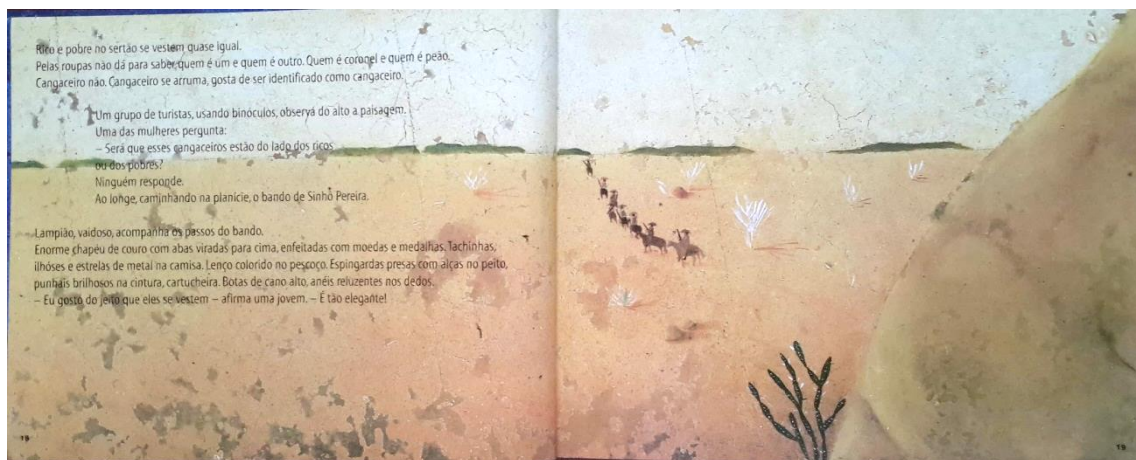 Rico e pobre no sertão se vestem quase igual.
Pelas roupas não dá para saber quem é um e quem é outro. Quem é coronel e quem é peão.
Cangaceiro não. Cangaceiro se arruma, gosta de ser identificado como cangaceiro.
Um grupo de turistas, usando binóculos, observa do alto a paisagem.
Uma das mulheres pergunta:
– Será que esses cangaceiros estão do lado dos ricos
ou dos pobres?
Ninguém responde.
Ao longe, caminhando na planície, o bando de Sinhô Pereira.
Lampião, vaidoso, acompanha os passos do bando.
Enorme chapéu de couro com abas viradas para cima, enfeitadas com moedas e medalhas. Tachinhas,
ilhoses e estrelas de metal na camisa. Lenço colorido no pescoço. Espingardas presas com alças no peito,
punhais brilhosos na cintura, cartucheira. Botas de cano alto, anéis reluzentes nos dedos.
– Eu gosto do jeito que eles se vestem – afirma uma jovem. – É tão elegante!
19